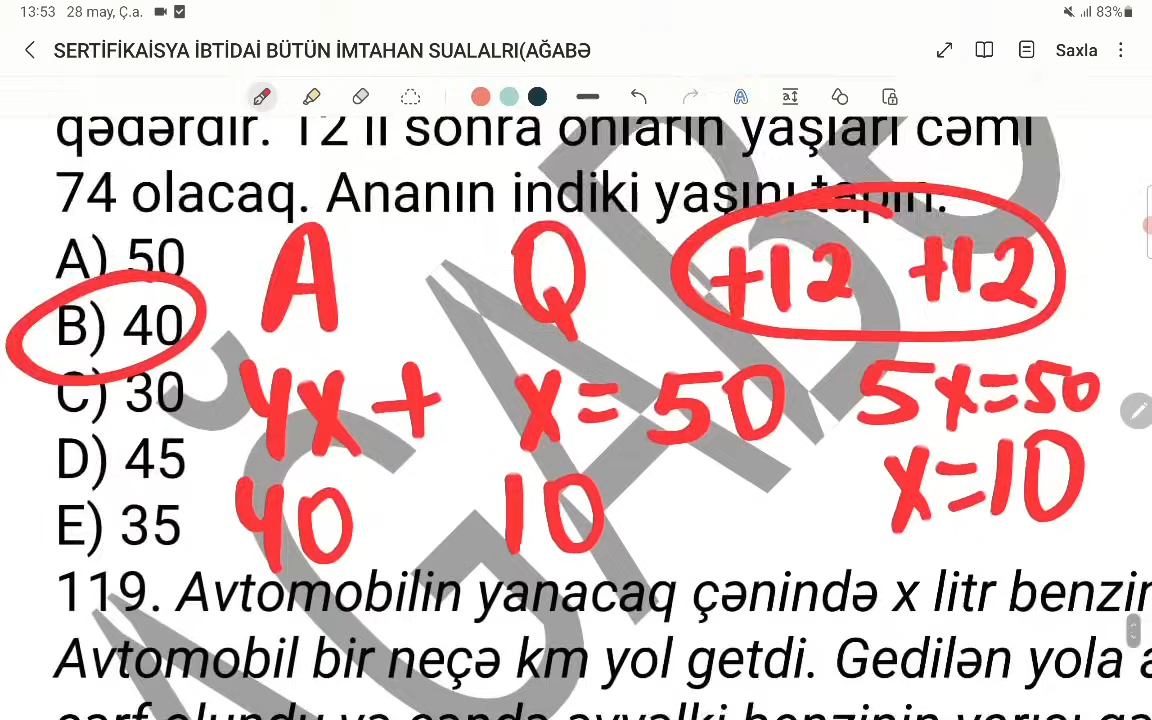 13:53 28 may, Ç.a. 83%
SERTİFİKAİSYA İBTİDAİ BÜTÜN İMTAHAN SUALALRI(AĞABƏ Saxla
qədərdir. 12 il sonra onların yaşları cəmi
74 olacaq. Ananın indiki yaşını tapın.
A) 50
B) 40
C) 30
D) 45
E) 35
A Q +12 +12
4x + x = 50 5x=50
x=10
40 10
119. Avtomobilin yanacaq çənində x litr
Avtomobil bir neçə km yol getdi. Gedilən yola